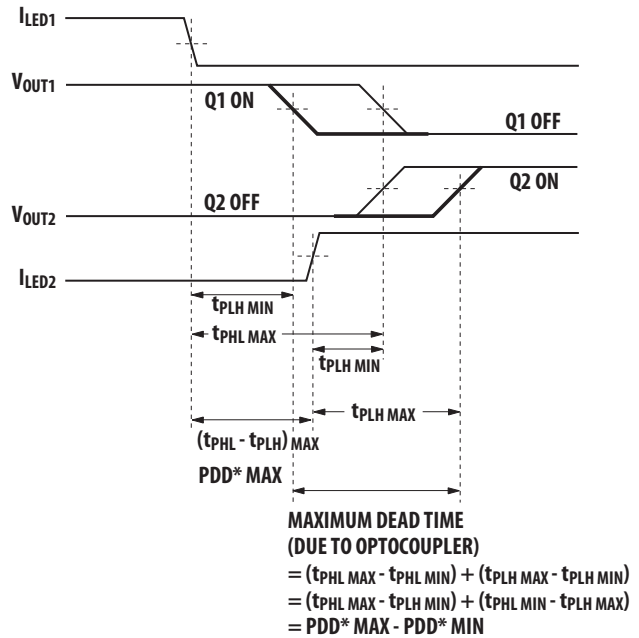 ILED1
VOUT1
Q1 ON
Q1 OFF
Q2 OFF
Q2 ON
VOUT2
ILED2
tPLH MIN
tPHL MAX
tPLH MIN
tPLH MAX
(tPHL - tPLH) MAX
PDD* MAX
MAXIMUM DEAD TIME
(DUE TO OPTOCOUPLER)
= (tPHL MAX - tPHL MIN) + (tPLH MAX - tPLH MIN)
= (tPHL MAX - tPLH MIN) + (tPHL MIN - tPLH MAX)
= PDD* MAX - PDD* MIN